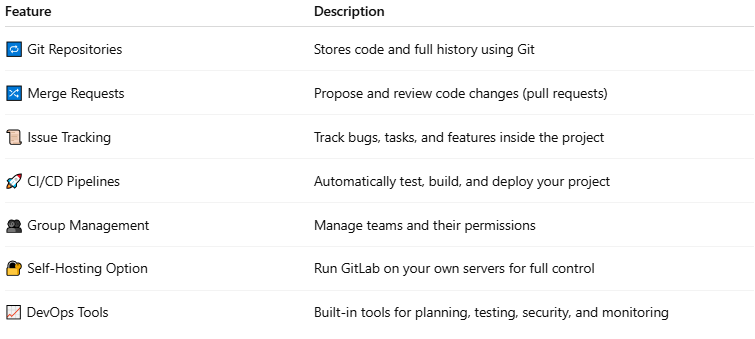 Feature Description
Git Repositories Stores code and full history using Git
Merge Requests Propose and review code changes (pull requests)
Issue Tracking Track bugs, tasks, and features inside the project
CI/CD Pipelines Automatically test, build, and deploy your project
Group Management Manage teams and their permissions
Self-Hosting Option Run GitLab on your own servers for full control
DevOps Tools Built-in tools for planning, testing, security, and monitoring